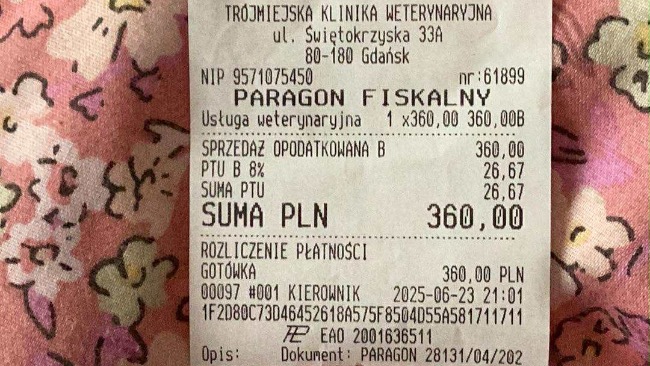 TRÓJMIEJSKA KLINIKA WETERYNARYJNA
ul. Świętokrzyska 33A
80-180 Gdańsk
NIP 9571075450 nr:61899
PARAGON FISKALNY
Usługa weterynaryjna 1 x360,00 360,00B
SPRZEDAŻ OPODATKOWANA B 360,00
PTU B 8% 26,67
SUMA PTU 26,67
SUMA PLN 360,00
ROZLICZENIE PŁATNOŚCI
GOTÓWKA 360,00 PLN
00097 #001 KIEROWNIK 2025-06-23 21:01
1F2D80C73D46452618A575F8504D55A581711711
EAO 2001636511
Opis: Dokument: PARAGON 28131/04/202